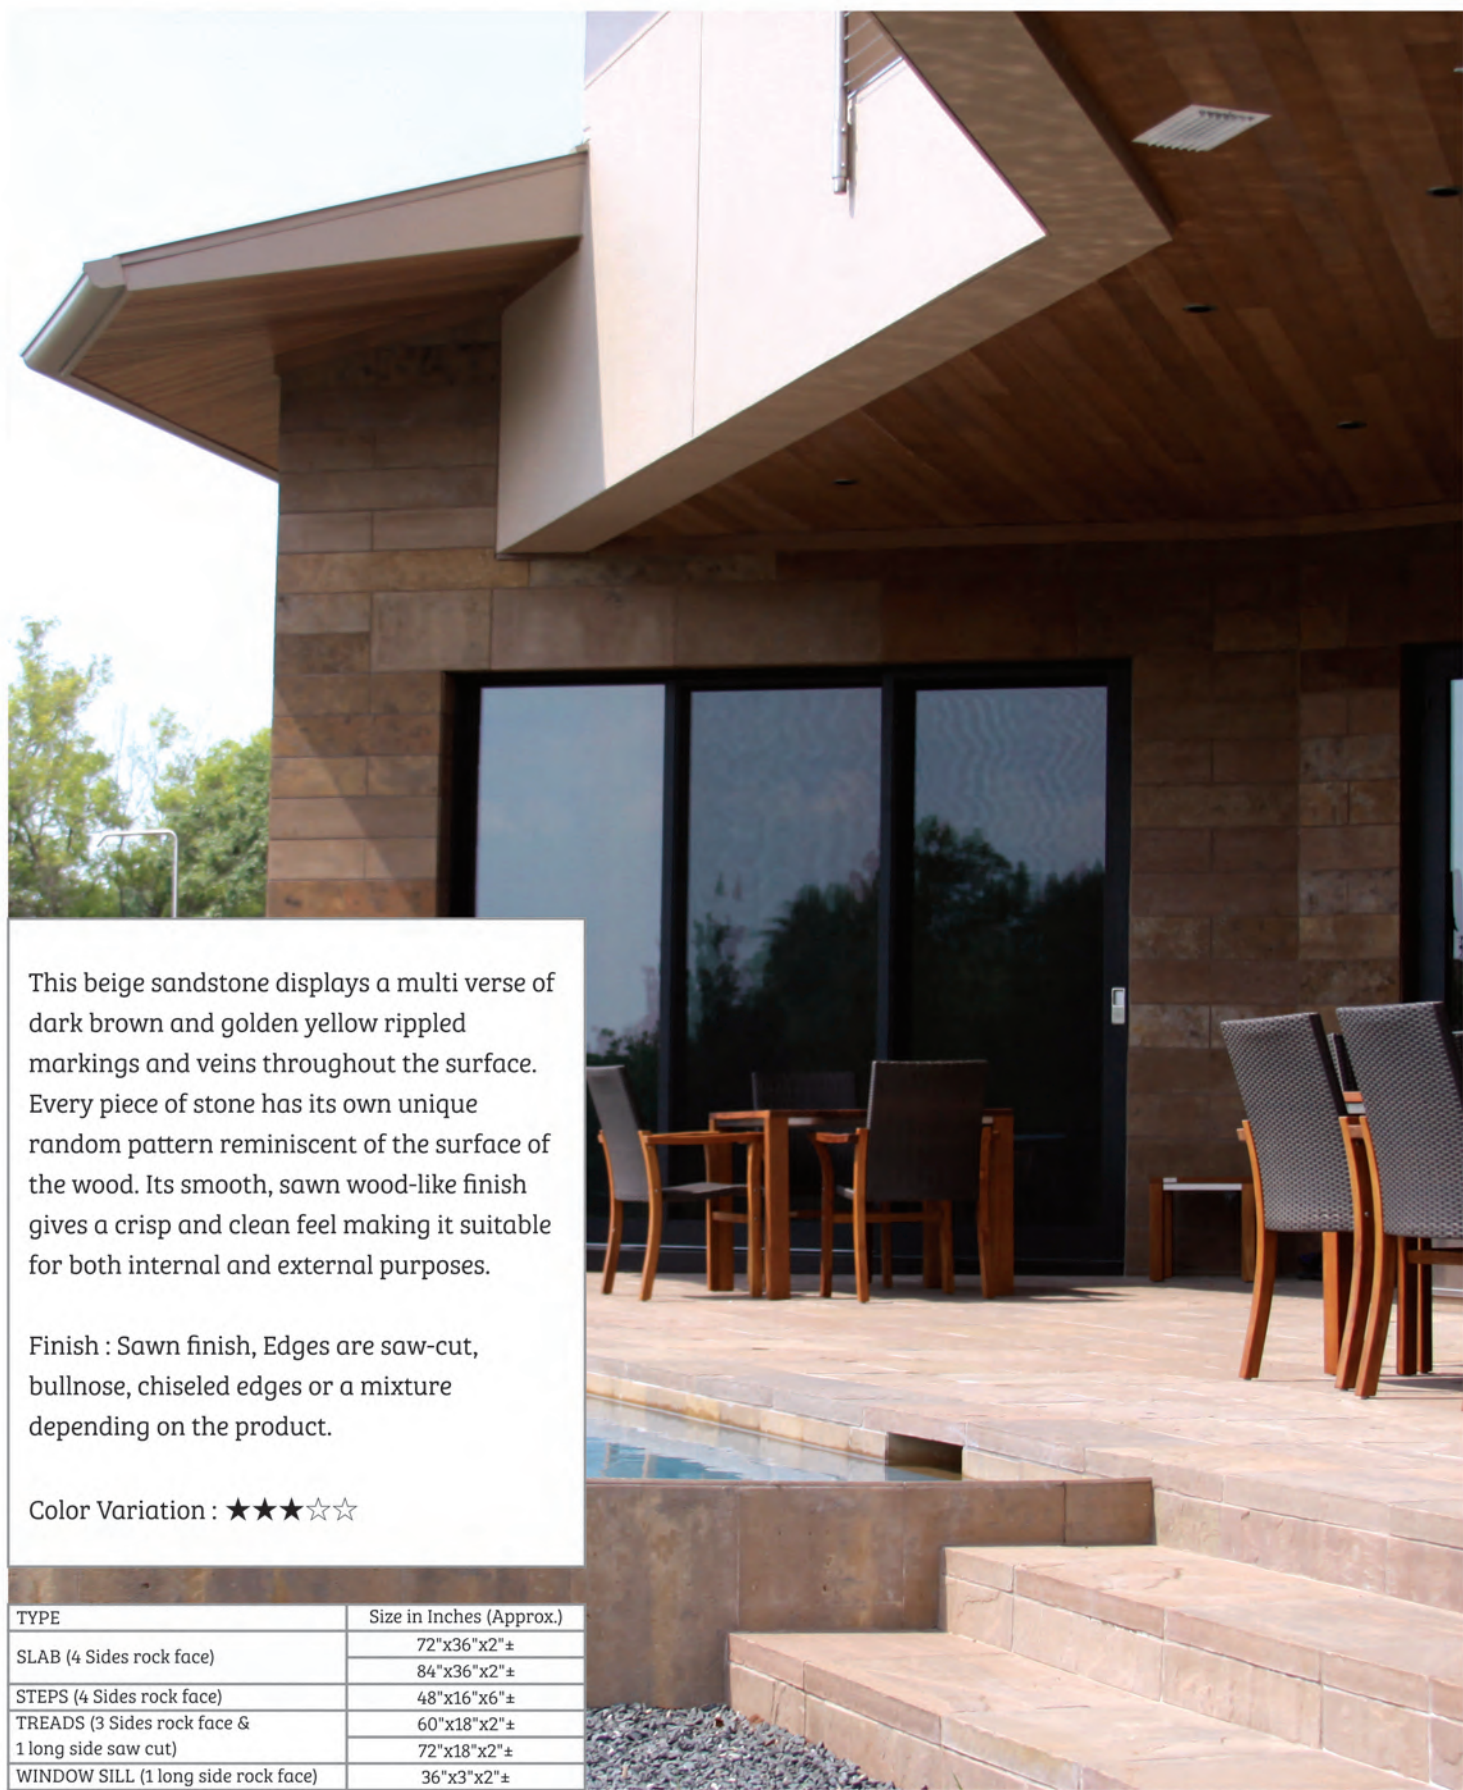 This beige sandstone displays a multi verse of
dark brown and golden yellow rippled
markings and veins throughout the surface.
Every piece of stone has its own unique
random pattern reminiscent of the surface of
the wood. Its smooth, sawn wood-like finish
gives a crisp and clean feel making it suitable
for both internal and external purposes.
Finish : Sawn finish, Edges are saw-cut,
bullnose, chiseled edges or a mixture
depending on the product.
Color Variation : ★★★☆☆
TYPE Size in Inches (Approx.)
SLAB (4 Sides rock face) 72"x36"x2"±
84"x36"x2"±
STEPS (4 Sides rock face) 48"x16"x6"±
TREADS (3 Sides rock face & 60"x18"x2"±
1 long side saw cut) 72"x18"x2"±
WINDOW SILL (1 long side rock face) 36"x3"x2"±